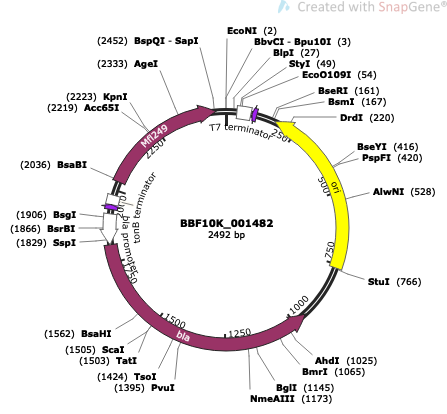 Created with SnapGene®
EcoNI (2)
BbvCI - Bpu10I (3)
BlpI (27)
StyI (49)
EcoO109I (54)
BseRI (161)
BsmI (167)
DrdI (220)
BseYI (416)
PspFI (420)
AlwNI (528)
StuI (766)
AhdI (1025)
BmrI (1065)
BglI (1145)
NmeAIII (1173)
(2452) BspQI - SapI
(2333) AgeI
(2223) KpnI
(2219) Acc65I
(2036) BsaBI
(1906) BsgI
(1866) BsrBI
(1829) SspI
(1562) BsaHI
(1505) ScaI
(1503) TatI
(1424) TsoI
(1395) PvuI
T7 terminator
Mfl249
ori
bla
tonB terminator
bla promoter
250
500
750
1000
1250
1500
1750
2000
2250
BBF10K_001482
2492 bp